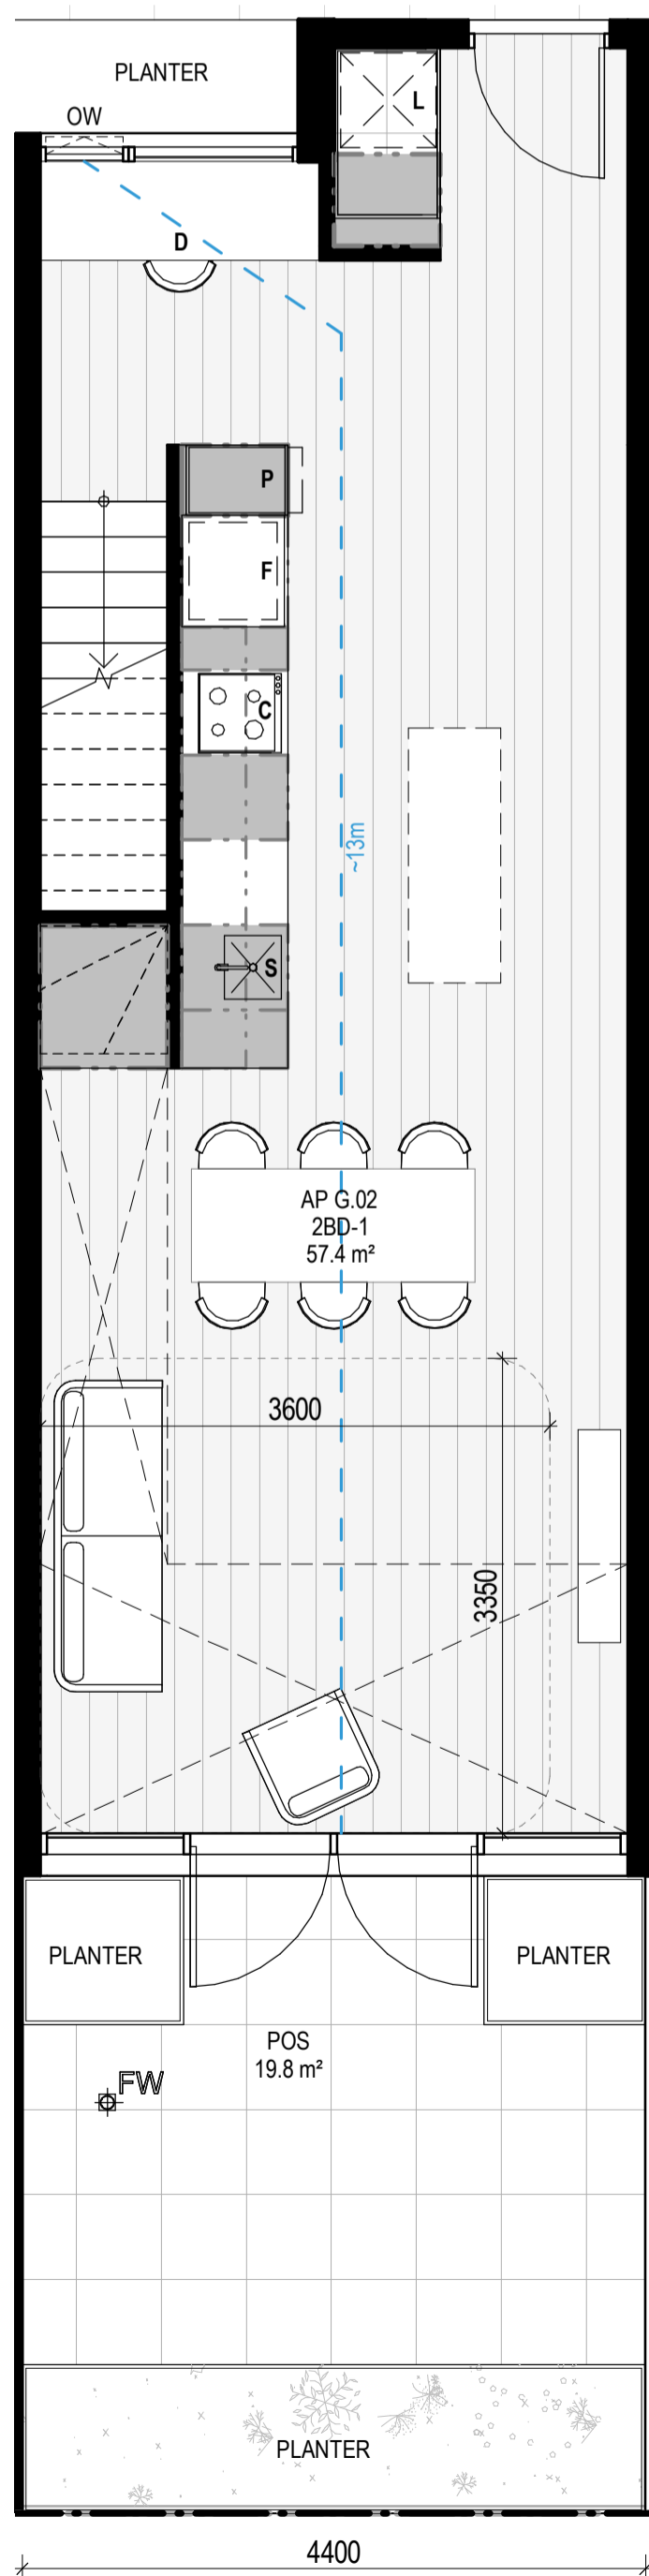 PLANTER
OW
L
D
P
F
C
~13m
S
AP G.02
2BD-1
57.4 m²
3600
3350
PLANTER
PLANTER
POS
19.8 m²
FW
PLANTER
4400